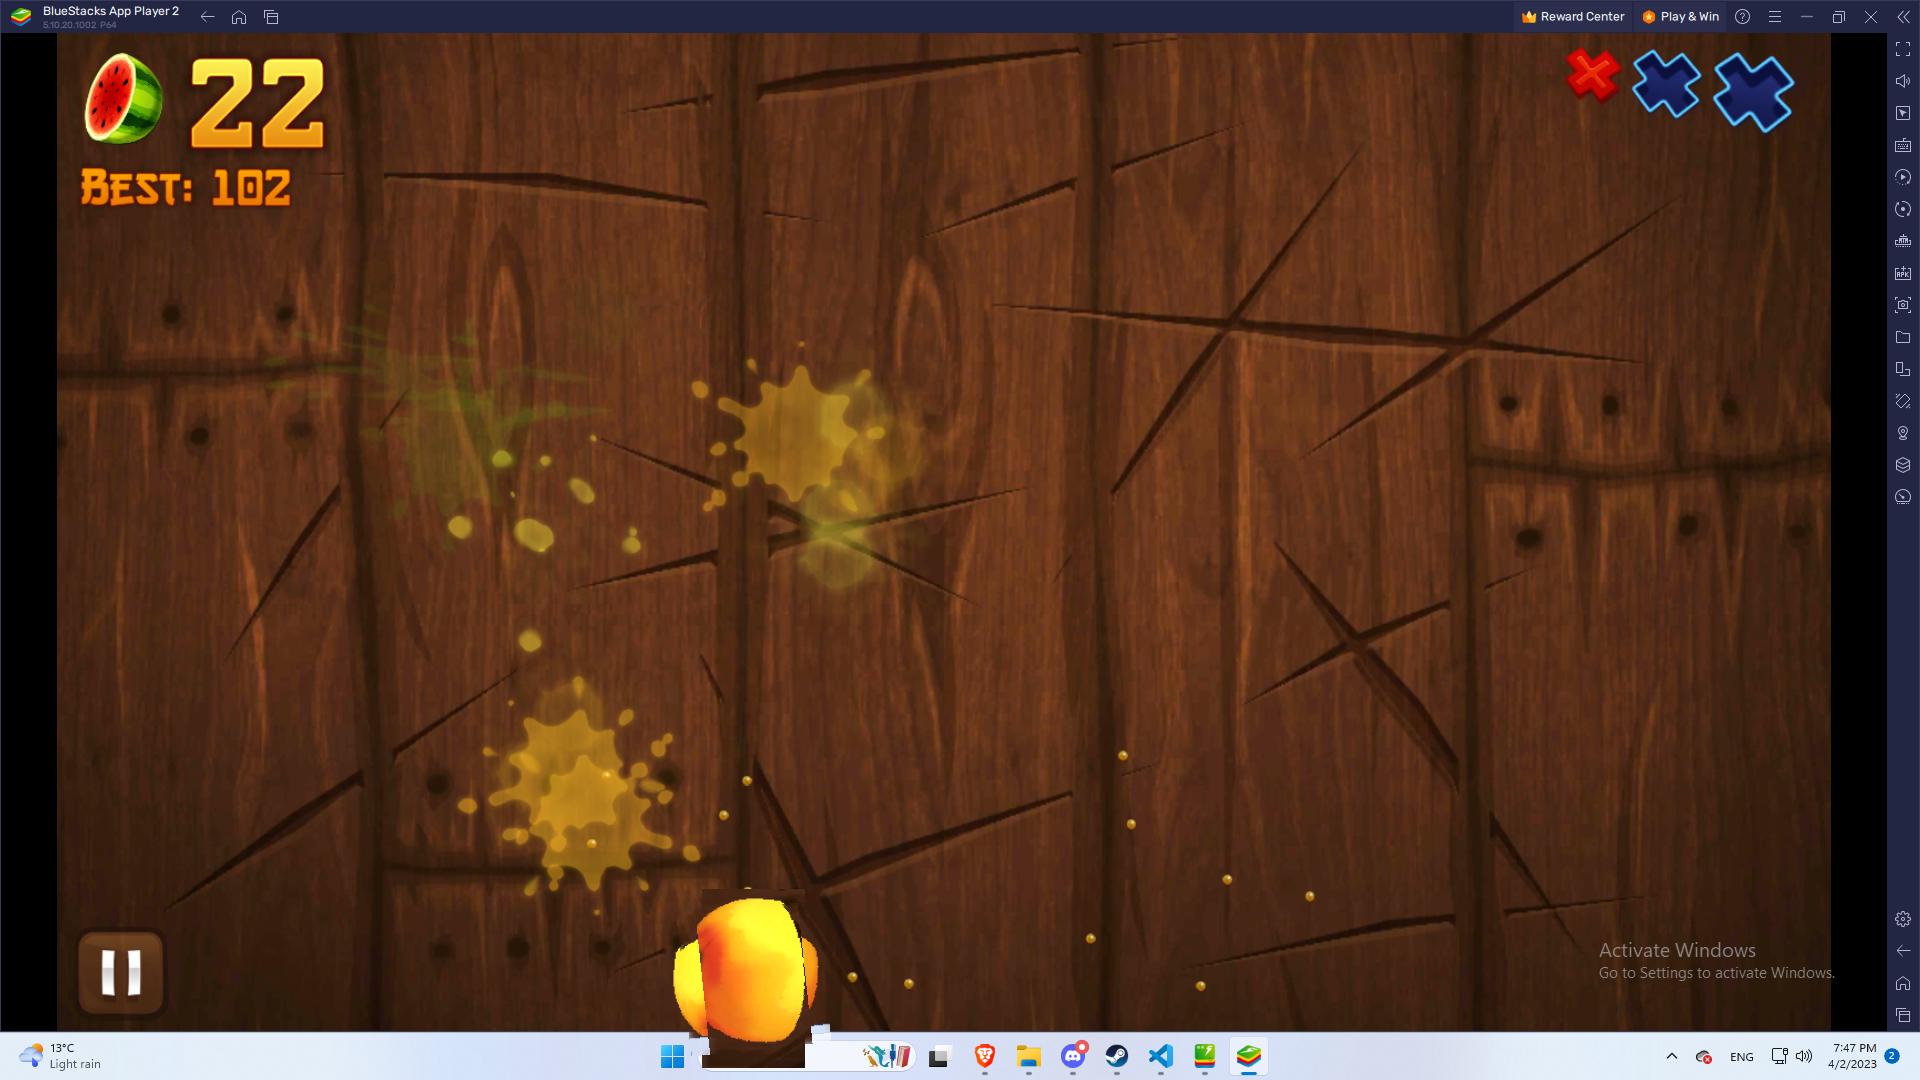 BlueStacks App Player 2
5.10.20.1002 P64
Reward Center
Play & Win
22
BEST: 102
Activate Windows
Go to Settings to activate Windows.
13°C
Light rain
ENG
7:47 PM
4/2/2023
2